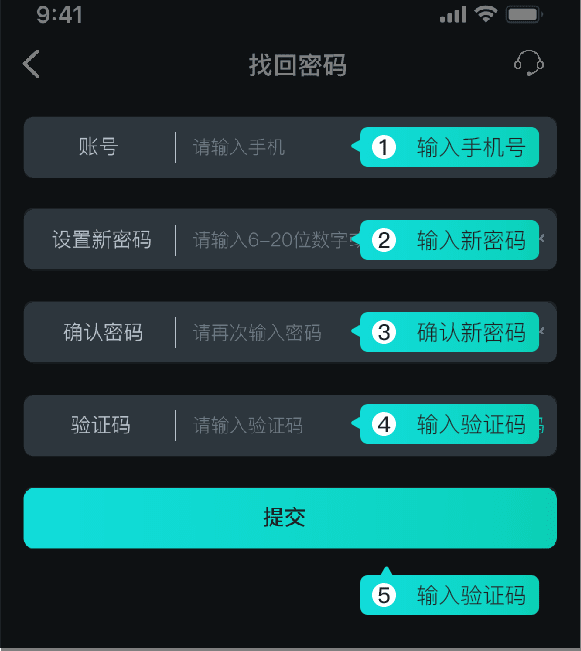 9:41
找回密码
账号 请输入手机 1 输入手机号
设置新密码 请输入6-20位数字 2 输入新密码
确认密码 请再次输入密码 3 确认新密码
验证码 请输入验证码 4 输入验证码
提交
5 输入验证码